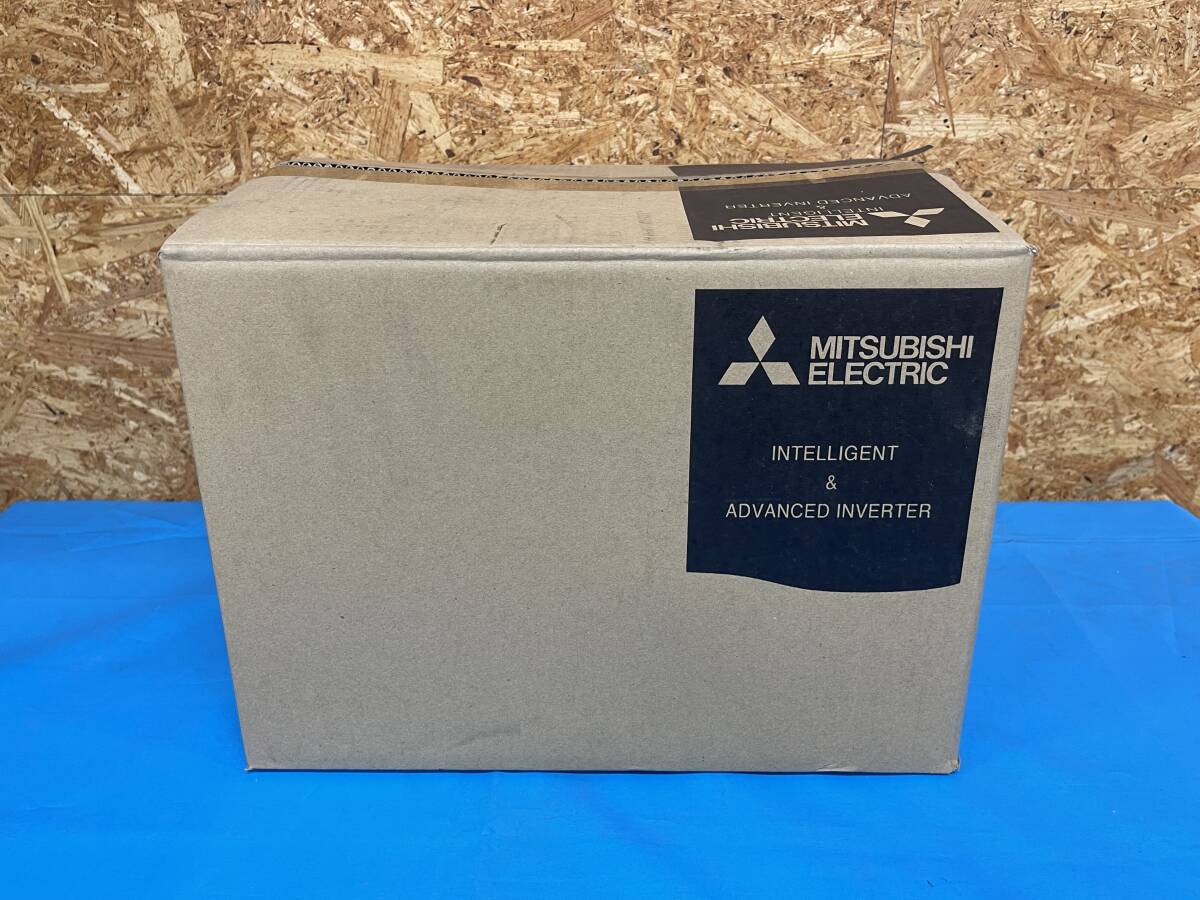 MITSUBISHI
ELECTRIC
INTELLIGENT
&
ADVANCED INVERTER
MITSUBISHI
ELECTRIC
INTELLIGENT
&
ADVANCED INVERTER